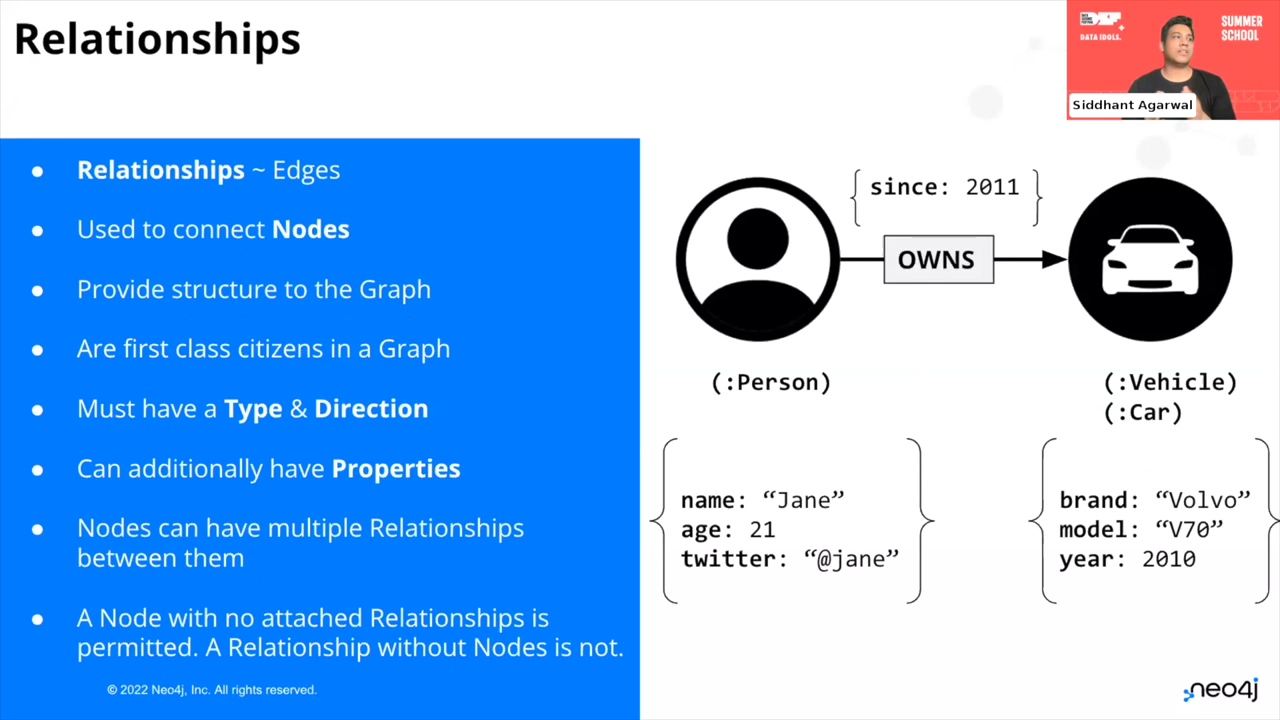 Relationships
DATA IDOLS.
SUMMER
SCHOOL
Siddhant Agarwal
● Relationships ~ Edges
● Used to connect Nodes
● Provide structure to the Graph
● Are first class citizens in a Graph
● Must have a Type & Direction
● Can additionally have Properties
● Nodes can have multiple Relationships
between them
● A Node with no attached Relationships is
permitted. A Relationship without Nodes is not.
© 2022 Neo4j, Inc. All rights reserved.
since: 2011
OWNS
(:Person)
(:Vehicle)
(:Car)
name: “Jane”
age: 21
twitter: “@jane”
brand: “Volvo”
model: “V70”
year: 2010
neo4j